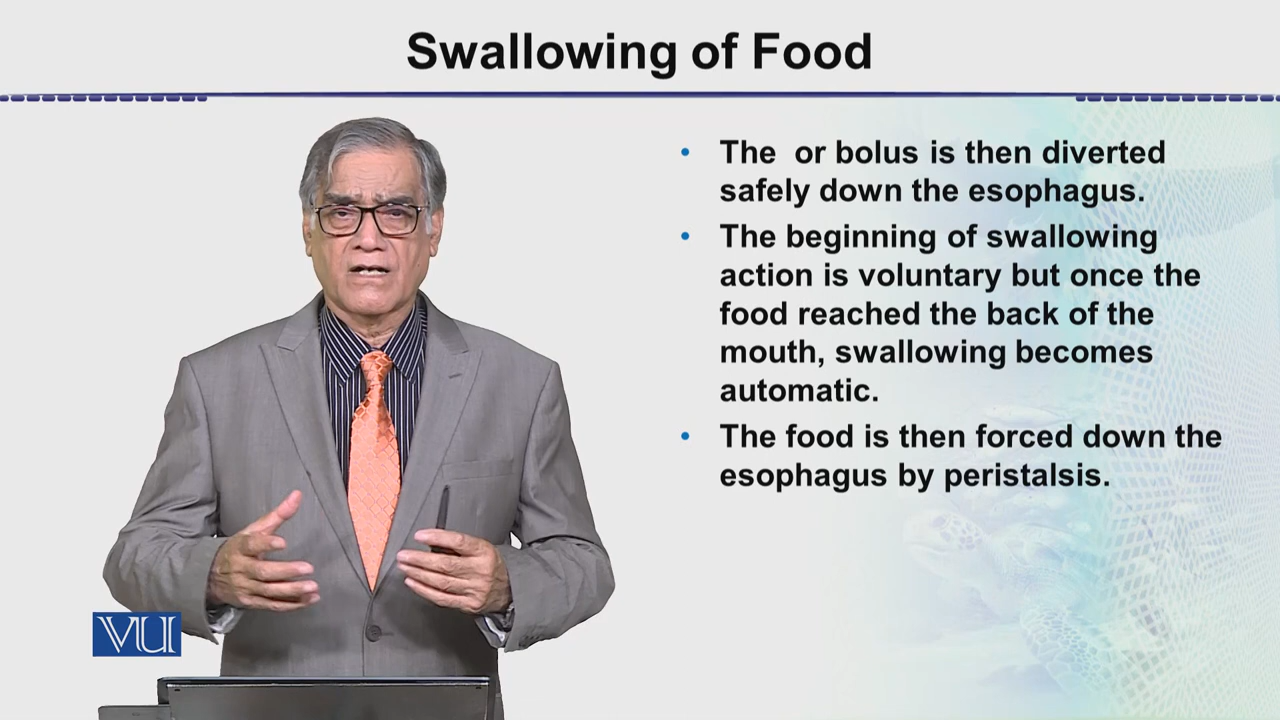 Swallowing of Food
• The  or bolus is then diverted
safely down the esophagus.
• The beginning of swallowing
action is voluntary but once the
food reached the back of the
mouth, swallowing becomes
automatic.
• The food is then forced down the
esophagus by peristalsis.
VU